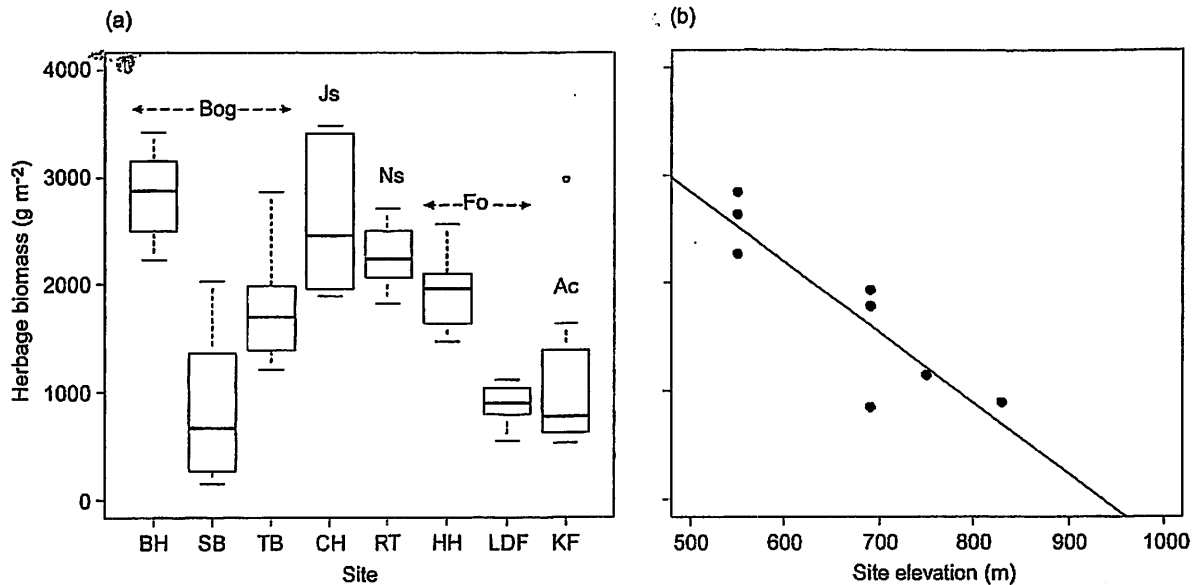 (a)
(b)
Herbage biomass (g m⁻²)
4000
3000
2000
1000
0
Bog
Js
Ns
Fo
Ac
BH SB TB CH RT HH LDF KF
Site
500 600 700 800 900 1000
Site elevation (m)